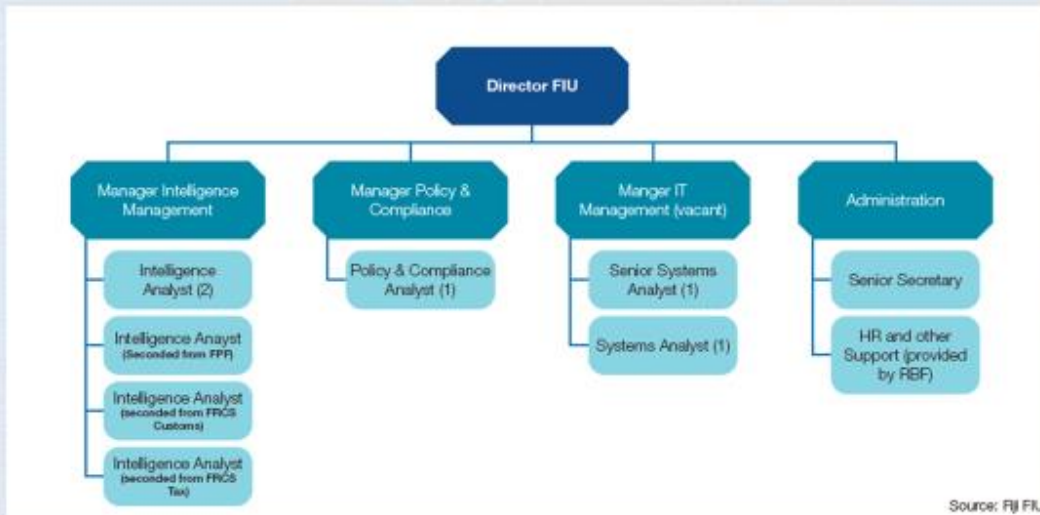 Director FIU
Manager Intelligence
Management
Manager Policy &
Compliance
Manger IT
Management (vacant)
Administration
Intelligence
Analyst (2)
Intelligence Anayst
(Seconded from FPF)
Intelligence Analyst
(seconded from FRCS
Customs)
Intelligence Analyst
(seconded from FRCS
Tax)
Policy & Compliance
Analyst (1)
Senior Systems
Analyst (1)
Systems Analyst (1)
Senior Secretary
HR and other
Support (provided
by RBF)
Source: Fiji FIU